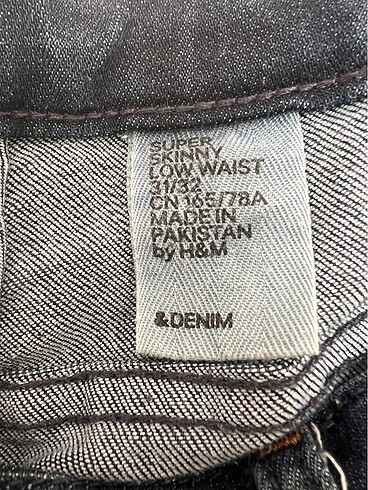 SUPER
SKINNY
LOW WAIST
31/32
CN 165/78A
MADE IN
PAKISTAN
by H&M
&DENIM